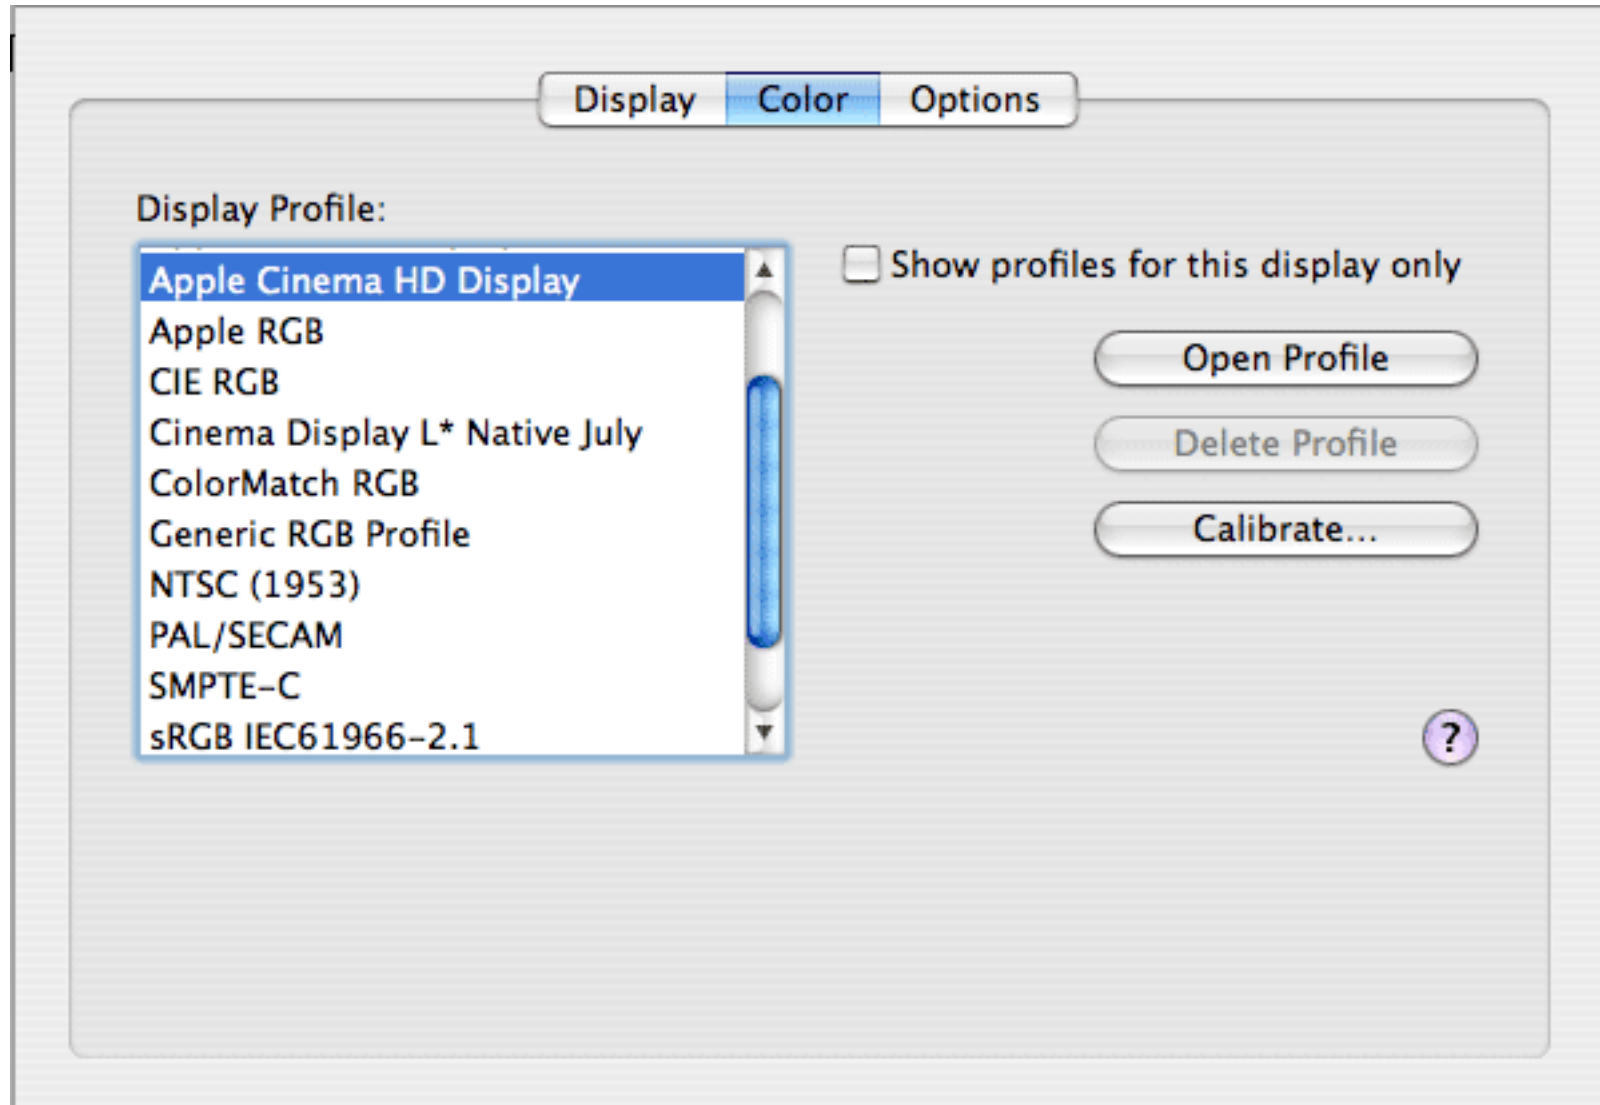 Display Color Options
Display Profile:
Apple Cinema HD Display
Apple RGB
CIE RGB
Cinema Display L* Native July
ColorMatch RGB
Generic RGB Profile
NTSC (1953)
PAL/SECAM
SMPTE-C
sRGB IEC61966-2.1
Show profiles for this display only
Open Profile
Delete Profile
Calibrate...
?